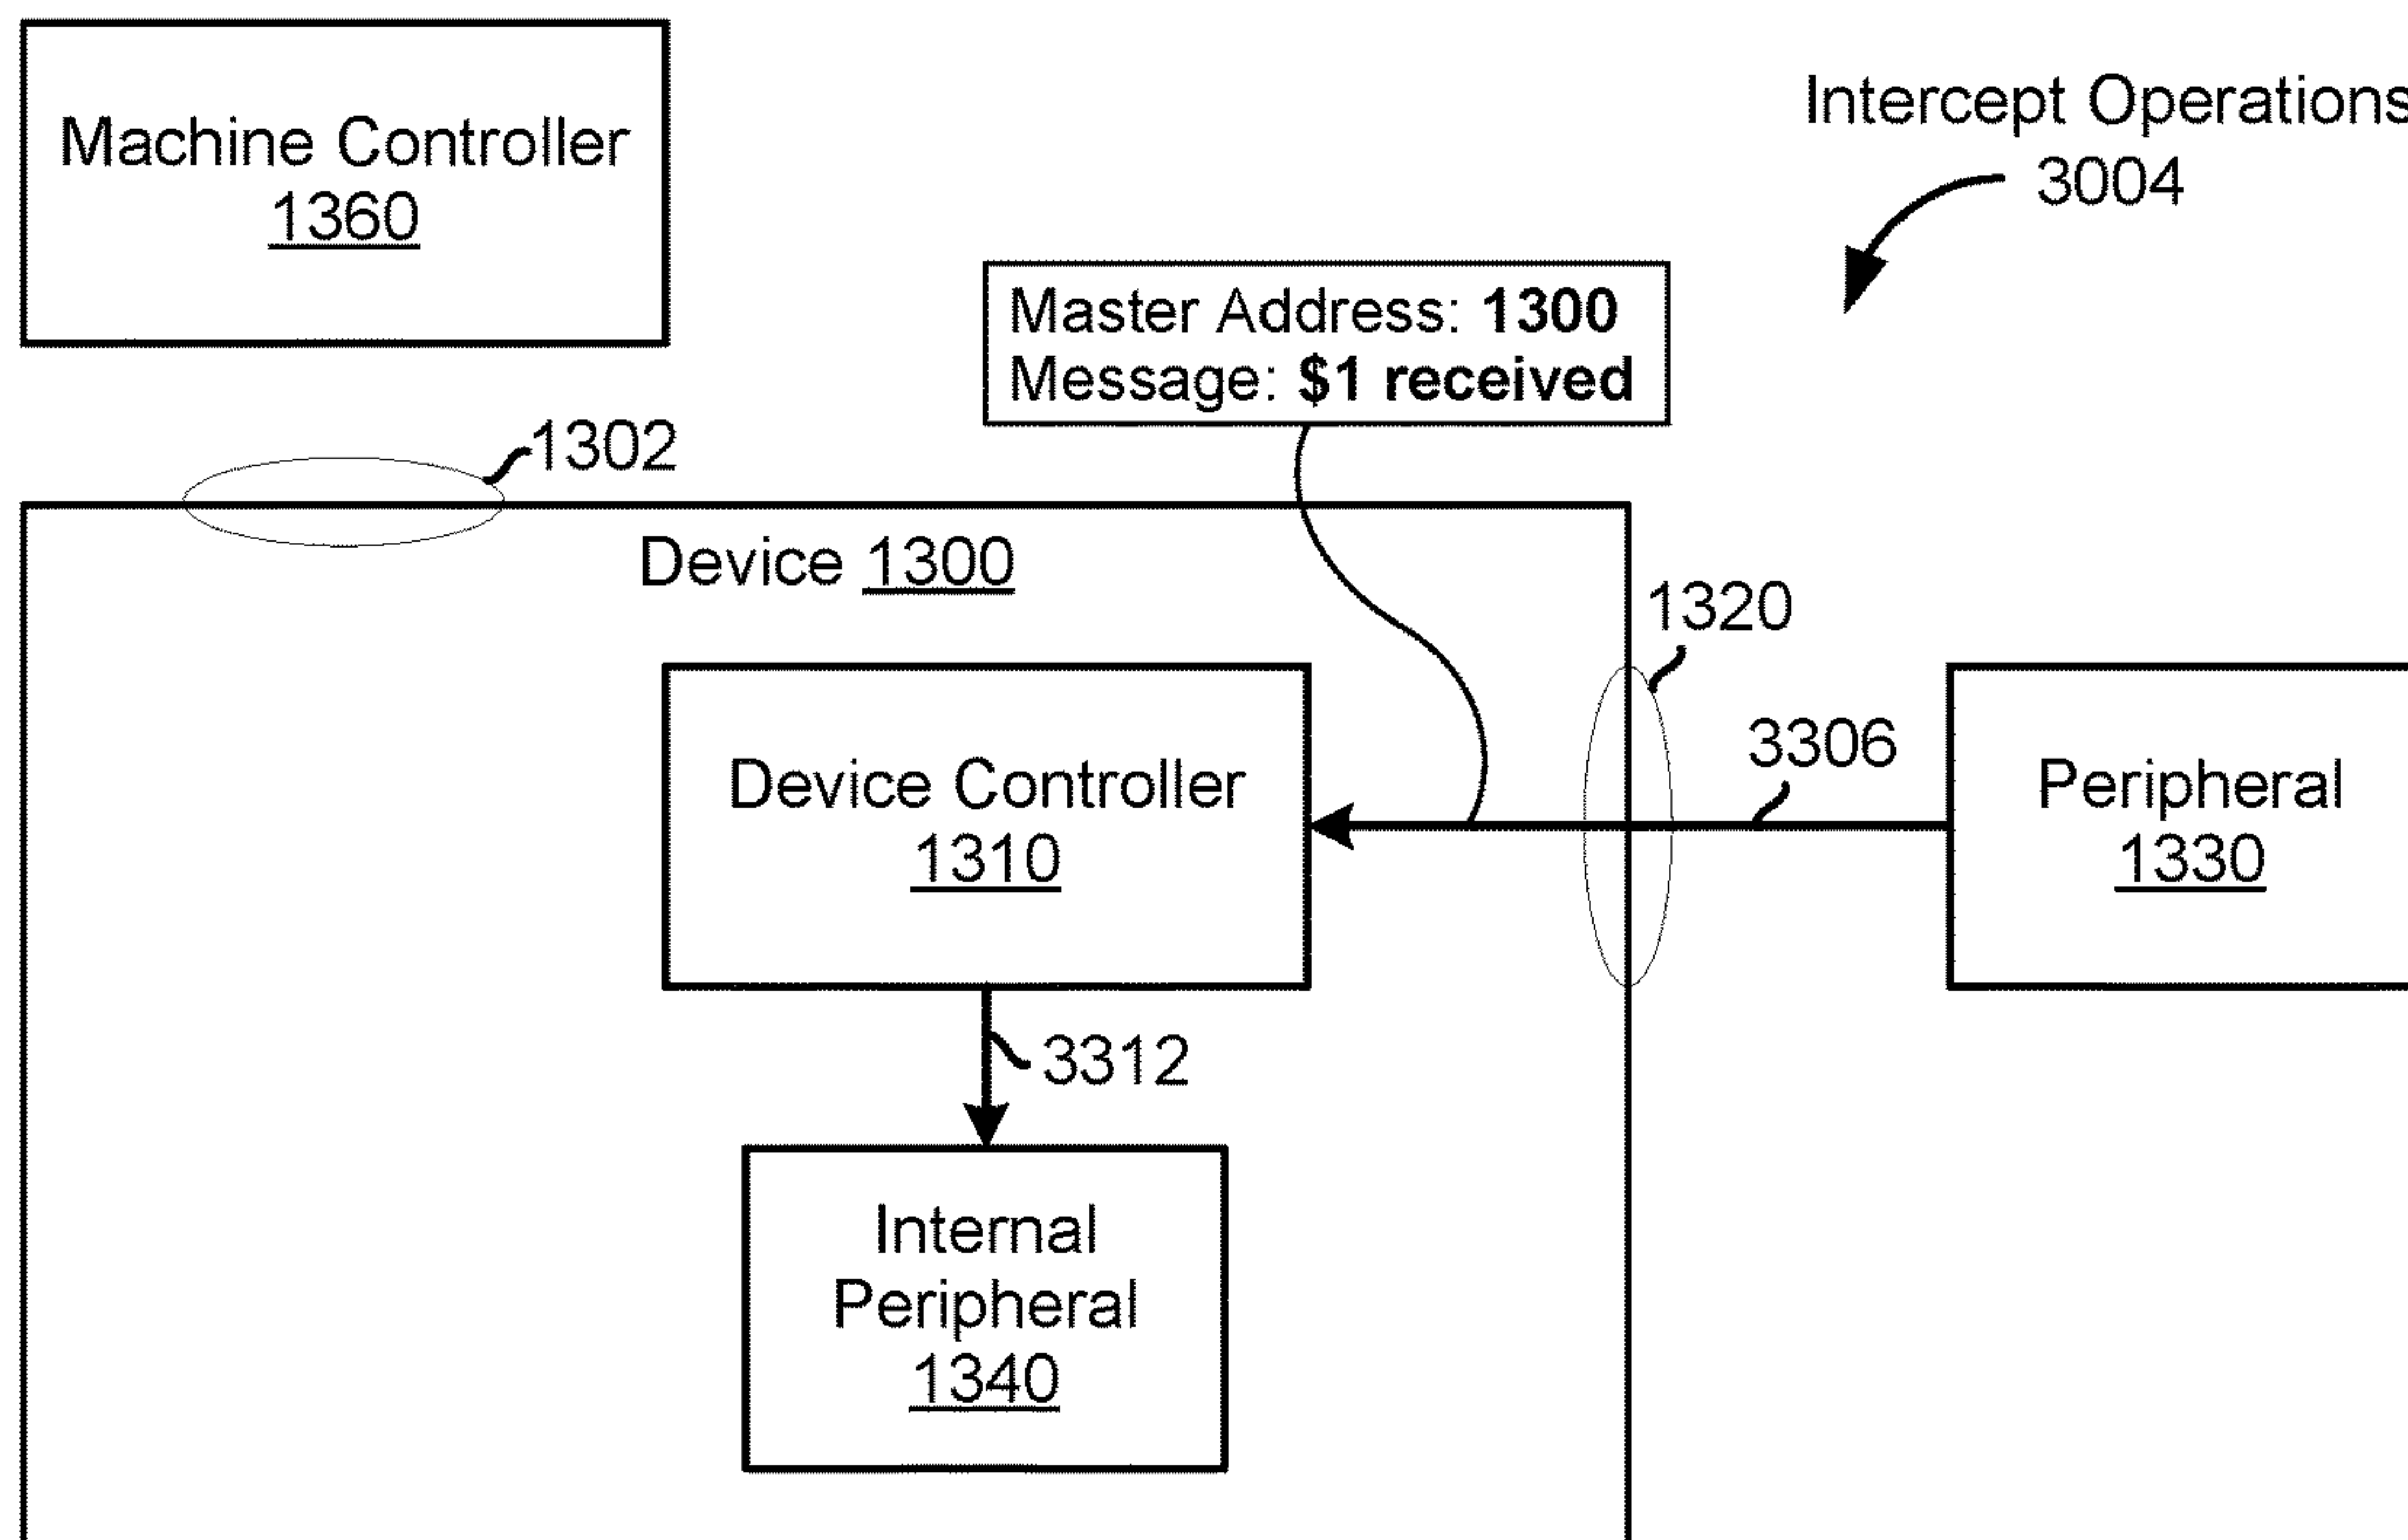 Machine Controller
1360
Intercept Operations
3004
Master Address: 1300
Message: $1 received
1302
Device 1300
1320
Device Controller
1310
3306
Peripheral
1330
3312
Internal
Peripheral
1340